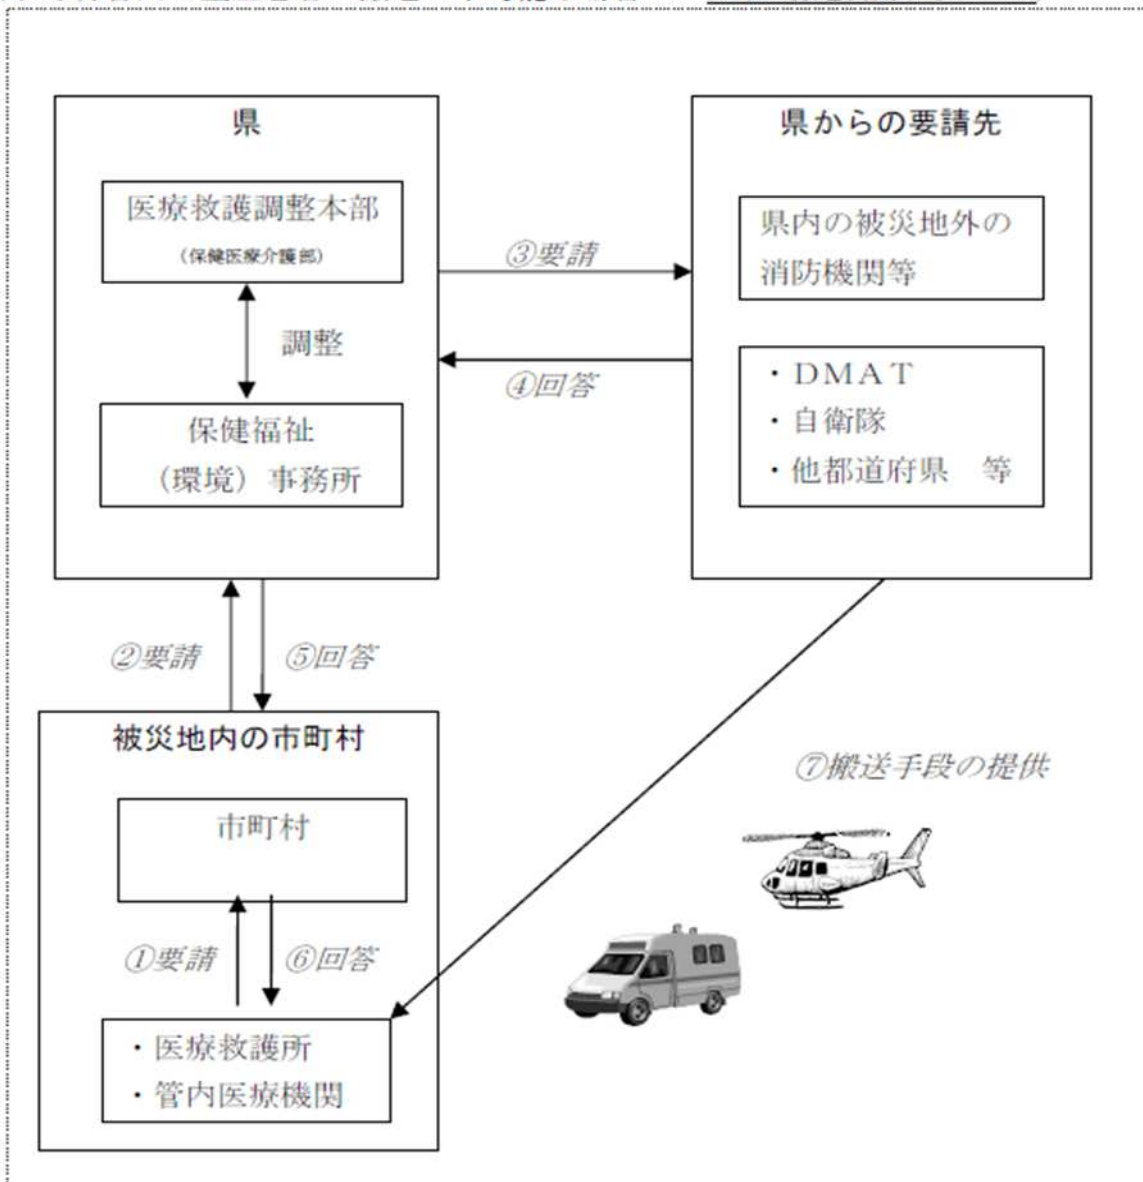 県
医療救護調整本部
(保健医療介護部)
調整
保健福祉
（環境）事務所
③要請
④回答
県からの要請先
県内の被災地外の
消防機関等
・ＤＭＡＴ
・自衛隊
・他都道府県　等
②要請
⑤回答
被災地内の市町村
市町村
①要請
⑥回答
・医療救護所
・管内医療機関
⑦搬送手段の提供